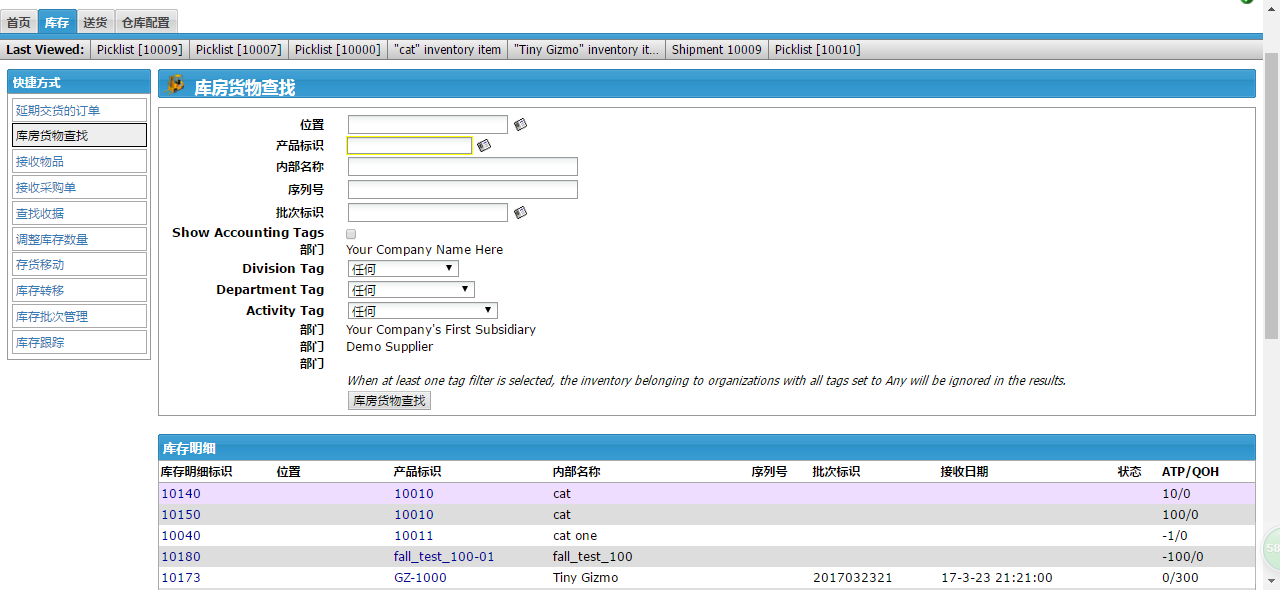 首页 库存 送货 仓库配置
Last Viewed: Picklist [10009] Picklist [10007] Picklist [10000] "cat" inventory item "Tiny Gizmo" inventory it... Shipment 10009 Picklist [10010]
快捷方式
延期交货的订单
库房货物查找
接收物品
接收采购单
查找收据
调整库存数量
存货移动
库存转移
库存批次管理
库存跟踪
库房货物查找
位置
产品标识
内部名称
序列号
批次标识
Show Accounting Tags
部门 Your Company Name Here
Division Tag 任何
Department Tag 任何
Activity Tag 任何
部门 Your Company's First Subsidiary
部门 Demo Supplier
部门
When at least one tag filter is selected, the inventory belonging to organizations with all tags set to Any will be ignored in the results.
库房货物查找
库存明细
库存明细标识 位置 产品标识 内部名称 序列号 批次标识 接收日期 状态 ATP/QOH
10140 10010 cat 10/0
10150 10010 cat 100/0
10040 10011 cat one -1/0
10180 fall_test_100-01 fall_test_100 -100/0
10173 GZ-1000 Tiny Gizmo 2017032321 17-3-23 21:21:00 0/300